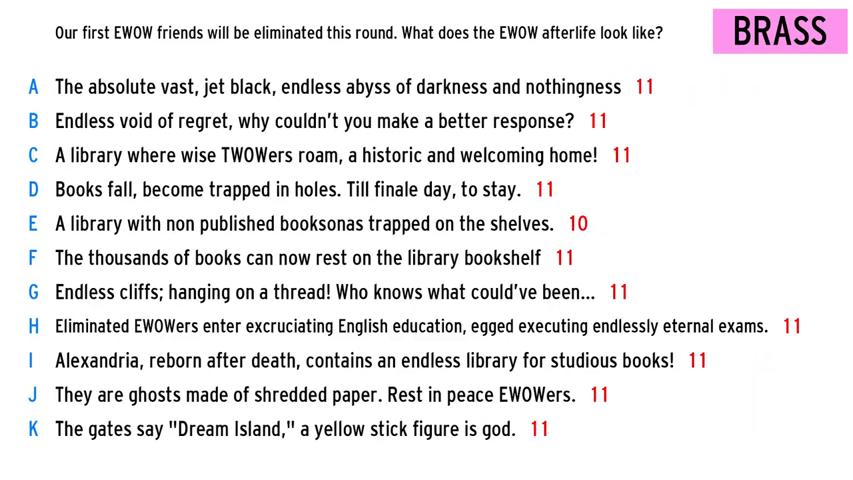 Our first EWOW friends will be eliminated this round. What does the EWOW afterlife look like?
BRASS
A The absolute vast, jet black, endless abyss of darkness and nothingness 11
B Endless void of regret, why couldn't you make a better response? 11
C A library where wise TWOWers roam, a historic and welcoming home! 11
D Books fall, become trapped in holes. Till finale day, to stay. 11
E A library with non published booksonas trapped on the shelves. 10
F The thousands of books can now rest on the library bookshelf 11
G Endless cliffs; hanging on a thread! Who knows what could've been... 11
H Eliminated EWOWers enter excruciating English education, egged executing endlessly eternal exams. 11
I Alexandria, reborn after death, contains an endless library for studious books! 11
J They are ghosts made of shredded paper. Rest in peace EWOWers. 11
K The gates say "Dream Island," a yellow stick figure is god. 11